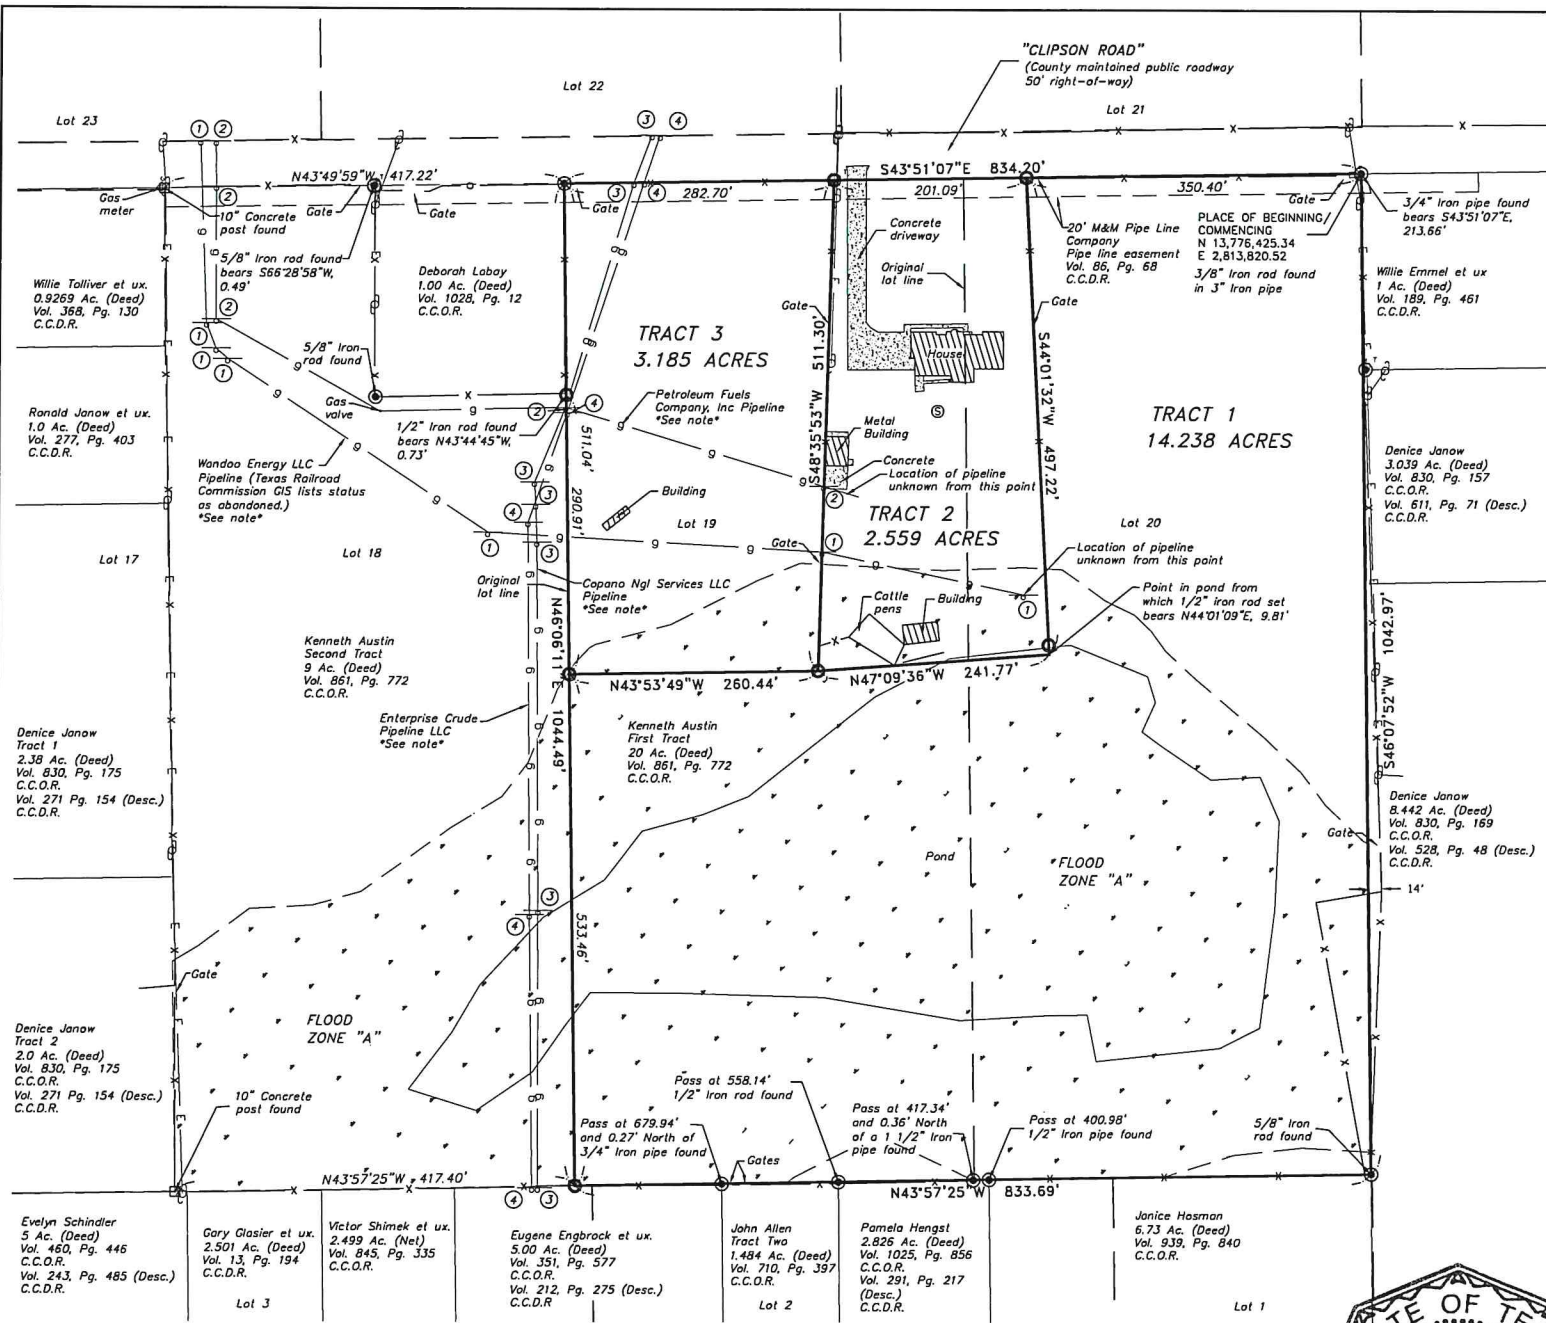 "CLIPSON ROAD"
(County maintained public roadway
50' right-of-way)
Lot 23
Lot 22
Lot 21
1
2
3
4
N43°49'59"W 417.22'
S43°51'07"E 834.20'
282.70'
201.09'
350.40'
3
4
2
Gas
meter
10" Concrete
post found
Gate
Gate
Gate
Gate
5/8" Iron rod found
bears S66°28'58"W,
0.49'
Concrete
driveway
Original
lot line
20' M&M Pipe Line
Company
Pipe line easement
Vol. 86, Pg. 68
C.C.D.R.
PLACE OF BEGINNING/
COMMENCING
N 13,776,425.34
E 2,813,820.52
3/8" Iron rod found
in 3" Iron pipe
3/4" Iron pipe found
bears S43°51'07"E,
213.66'
Willie Tolliver et ux.
0.9269 Ac. (Deed)
Vol. 368, Pg. 130
C.C.D.R.
Deborah Labay
1.00 Ac. (Deed)
Vol. 1028, Pg. 12
C.C.O.R.
Willie Emmel et ux
1 Ac. (Deed)
Vol. 189, Pg. 461
C.C.D.R.
TRACT 3
3.185 ACRES
Gate
Gate
House
S
S48°35'53"W 511.30'
S44°01'32"W 497.22'
TRACT 1
14.238 ACRES
2
1
1
5/8" Iron
rod found
Gas
valve
2
4
1/2" Iron rod found
bears N43°44'45"W,
0.73'
511.04'
Petroleum Fuels
Company, Inc Pipeline
*See note*
Metal
Building
Concrete
Location of pipeline
unknown from this point
2
Ronald Janow et ux.
1.0 Ac. (Deed)
Vol. 277, Pg. 403
C.C.D.R.
Wandoo Energy LLC
Pipeline (Texas Railroad
Commission GIS lists status
as abandoned.)
*See note*
Denice Janow
3.039 Ac. (Deed)
Vol. 830, Pg. 157
C.C.O.R.
Vol. 611, Pg. 71 (Desc.)
C.C.D.R.
3
3
4
1
3
290.91'
Building
Lot 19
TRACT 2
2.559 ACRES
Gate
1
Lot 20
Location of pipeline
unknown from this point
1
Lot 17
Lot 18
Original
lot line
Copano Ngl Services LLC
Pipeline
*See note*
Cattle
pens
Building
Point in pond from
which 1/2" iron rod set
bears N44°01'09"E, 9.81'
Kenneth Austin
Second Tract
9 Ac. (Deed)
Vol. 861, Pg. 772
C.C.O.R.
N46°06'11"E 1044.49'
N43°53'49"W 260.44'
N47°09'36"W 241.77'
S46°07'52"W 1042.97'
Enterprise Crude
Pipeline LLC
*See note*
Kenneth Austin
First Tract
20 Ac. (Deed)
Vol. 861, Pg. 772
C.C.O.R.
Denice Janow
Tract 1
2.38 Ac. (Deed)
Vol. 830, Pg. 175
C.C.O.R.
Vol. 271 Pg. 154 (Desc.)
C.C.D.R.
Denice Janow
8.442 Ac. (Deed)
Vol. 830, Pg. 169
C.C.O.R.
Vol. 528, Pg. 48 (Desc.)
C.C.D.R.
Gate
Pond
FLOOD
ZONE "A"
14'
3
4
533.46'
Gate
FLOOD
ZONE "A"
Denice Janow
Tract 2
2.0 Ac. (Deed)
Vol. 830, Pg. 175
C.C.O.R.
Vol. 271 Pg. 154 (Desc.)
C.C.D.R.
10" Concrete
post found
Pass at 679.94'
and 0.27' North of
3/4" Iron pipe found
Pass at 558.14'
1/2" Iron rod found
Gates
Pass at 417.34'
and 0.36' North
of a 1 1/2" Iron
pipe found
Pass at 400.98'
1/2" Iron pipe found
5/8" Iron
rod found
N43°57'25"W 417.40'
4
3
N43°57'25"W 833.69'
Evelyn Schindler
5 Ac. (Deed)
Vol. 460, Pg. 446
C.C.O.R.
Vol. 243, Pg. 485 (Desc.)
C.C.D.R.
Gary Glasier et ux.
2.501 Ac. (Deed)
Vol. 13, Pg. 194
C.C.D.R.
Victor Shimek et ux.
2.499 Ac. (Net)
Vol. 845, Pg. 335
C.C.O.R.
Eugene Engbrock et ux.
5.00 Ac. (Deed)
Vol. 351, Pg. 577
C.C.O.R.
Vol. 212, Pg. 275 (Desc.)
C.C.D.R
John Allen
Tract Two
1.484 Ac. (Deed)
Vol. 710, Pg. 397
C.C.O.R.
Pamela Hengst
2.826 Ac. (Deed)
Vol. 1025, Pg. 856
C.C.O.R.
Vol. 291, Pg. 217
(Desc.)
C.C.D.R.
Janice Hosman
6.73 Ac. (Deed)
Vol. 939, Pg. 840
C.C.O.R.
Lot 3
Lot 2
Lot 1
TE OF TE